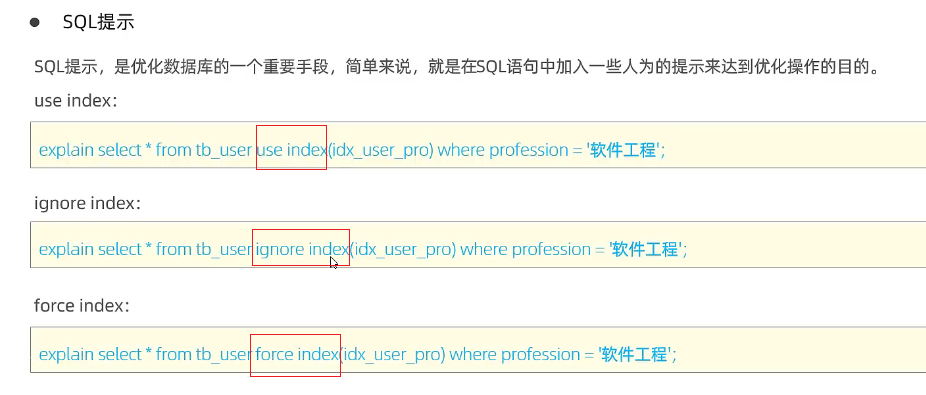 ● SQL提示
SQL提示，是优化数据库的一个重要手段，简单来说，就是在SQL语句中加入一些人为的提示来达到优化操作的目的。
use index：
explain select * from tb_user use index(idx_user_pro) where profession = '软件工程';
ignore index：
explain select * from tb_user ignore index(idx_user_pro) where profession = '软件工程';
force index：
explain select * from tb_user force index(idx_user_pro) where profession = '软件工程';